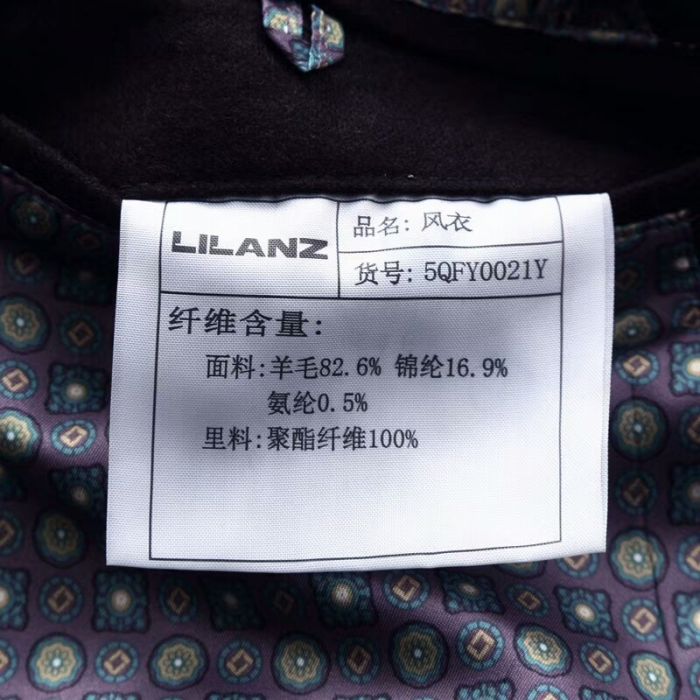 LILANZ
品名: 风衣
货号: 5QFY0021Y
纤维含量:
面料:羊毛82.6% 锦纶16.9%
氨纶0.5%
里料:聚酯纤维100%